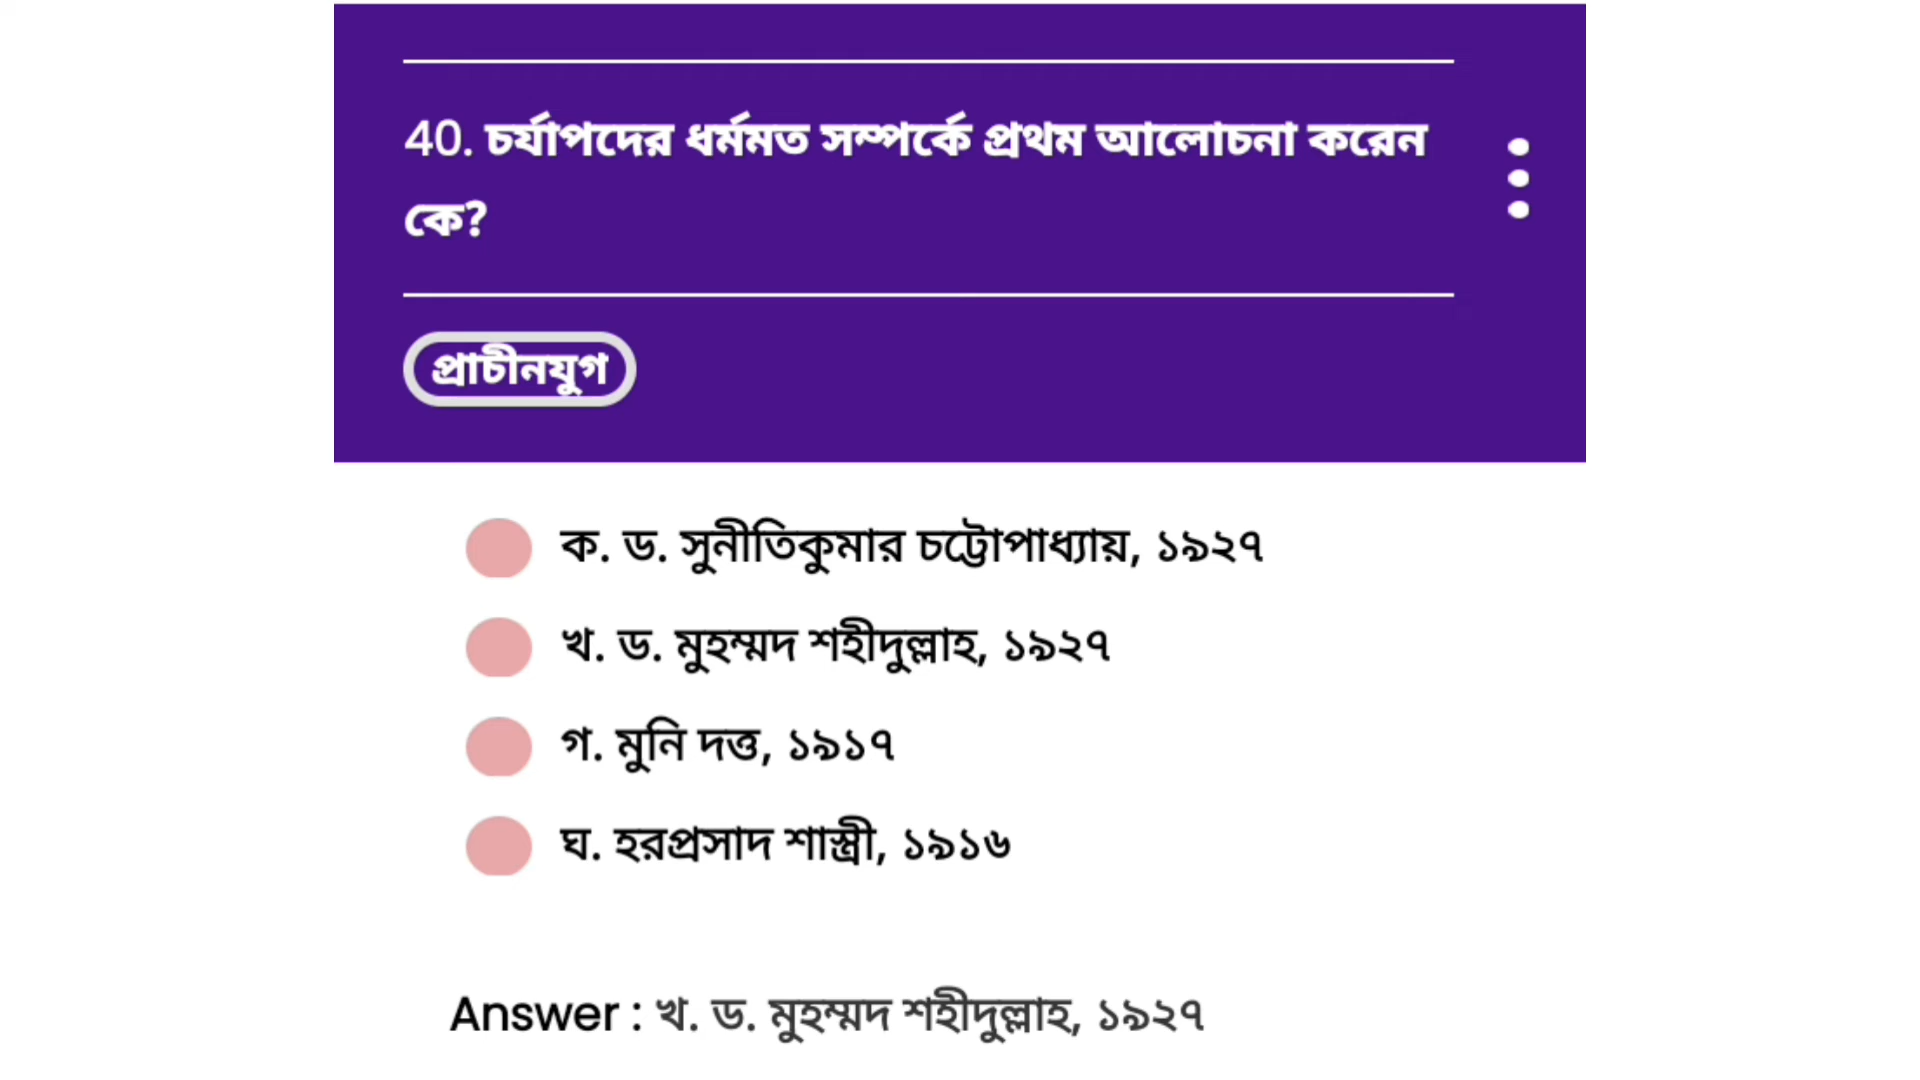 40. চর্যাপদের ধর্মমত সম্পর্কে প্রথম আলোচনা করেন
কে?
প্রাচীনযুগ
ক. ড. সুনীতিকুমার চট্টোপাধ্যায়, ১৯২৭
খ. ড. মুহম্মদ শহীদুল্লাহ, ১৯২৭
গ. মুনি দত্ত, ১৯১৭
ঘ. হরপ্রসাদ শাস্ত্রী, ১৯১৬
Answer : খ. ড. মুহম্মদ শহীদুল্লাহ, ১৯২৭